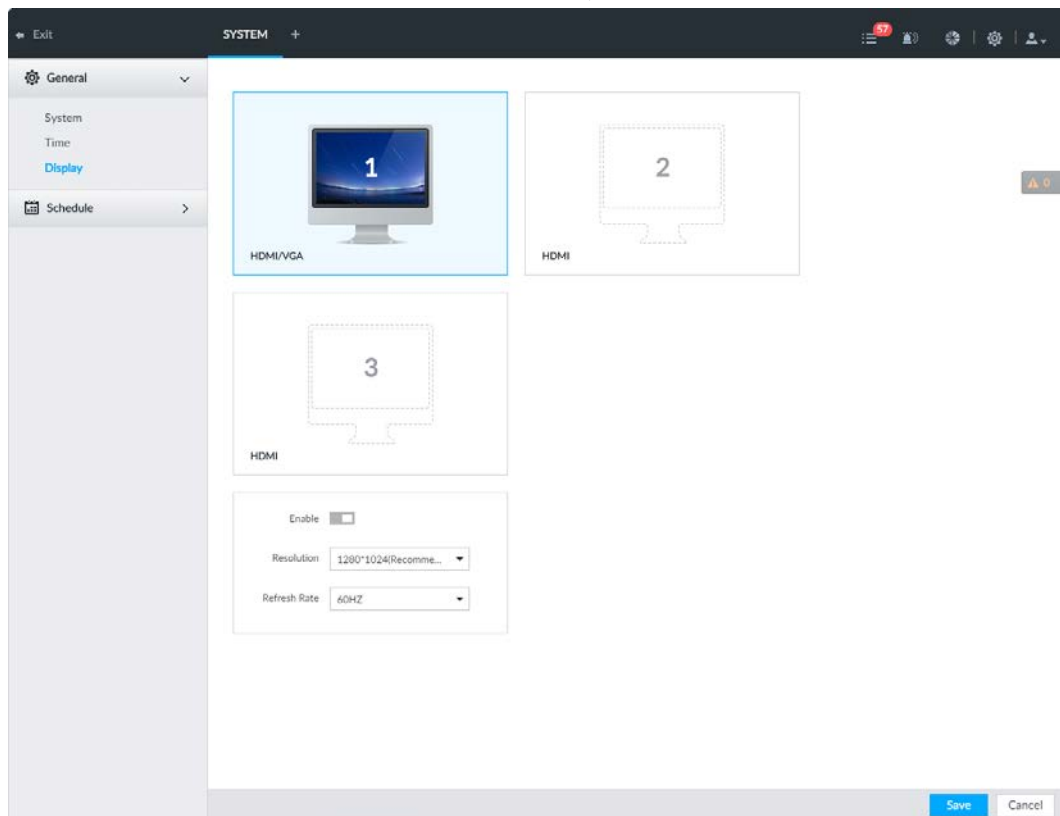 Exit
SYSTEM +
57
General
System
Time
Display
Schedule
1
HDMI/VGA
2
HDMI
0
3
HDMI
Enable
Resolution 1280*1024(Recomme...
Refresh Rate 60HZ
Save Cancel